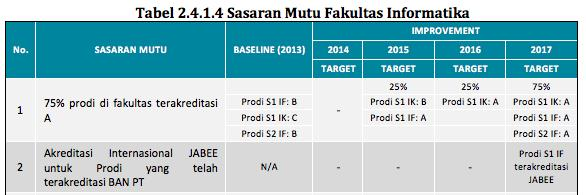 Tabel 2.4.1.4 Sasaran Mutu Fakultas Informatika
No. SASARAN MUTU BASELINE (2013) IMPROVEMENT
2014 2015 2016 2017
TARGET TARGET TARGET TARGET
1 75% prodi di fakultas terakreditasi A
Prodi S1 IF: B
Prodi S1 IK: C
Prodi S2 IF: B
-
25%
Prodi S1 IK: B
Prodi S1 IF: A
25%
Prodi S1 IK: A
75%
Prodi S1 IF: A
Prodi S1 IK: A
Prodi S2 IF: A
2 Akreditasi Internasional JABEE
untuk Prodi yang telah
terakreditasi BAN PT
N/A - - - Prodi S1 IF
terakreditasi
JABEE